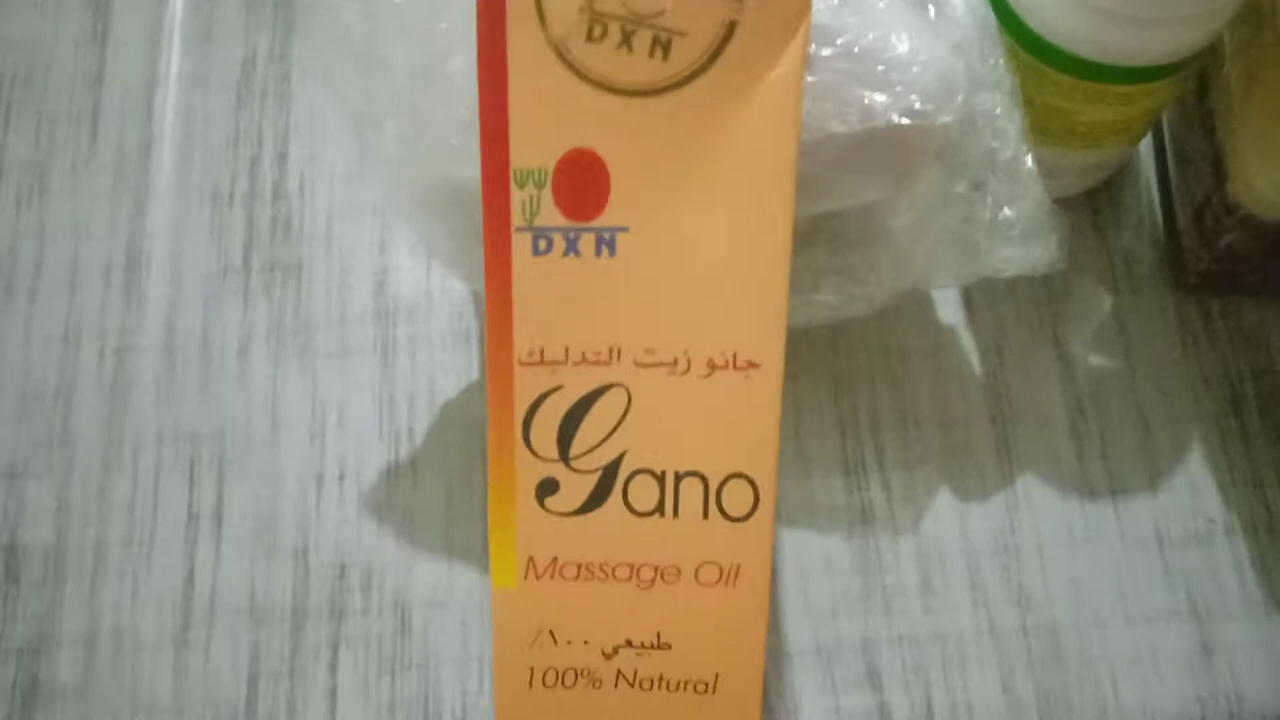 DXN
DXN
جانو زيت التدليك
Gano
Massage Oil
طبيعي ١٠٠٪
100% Natural